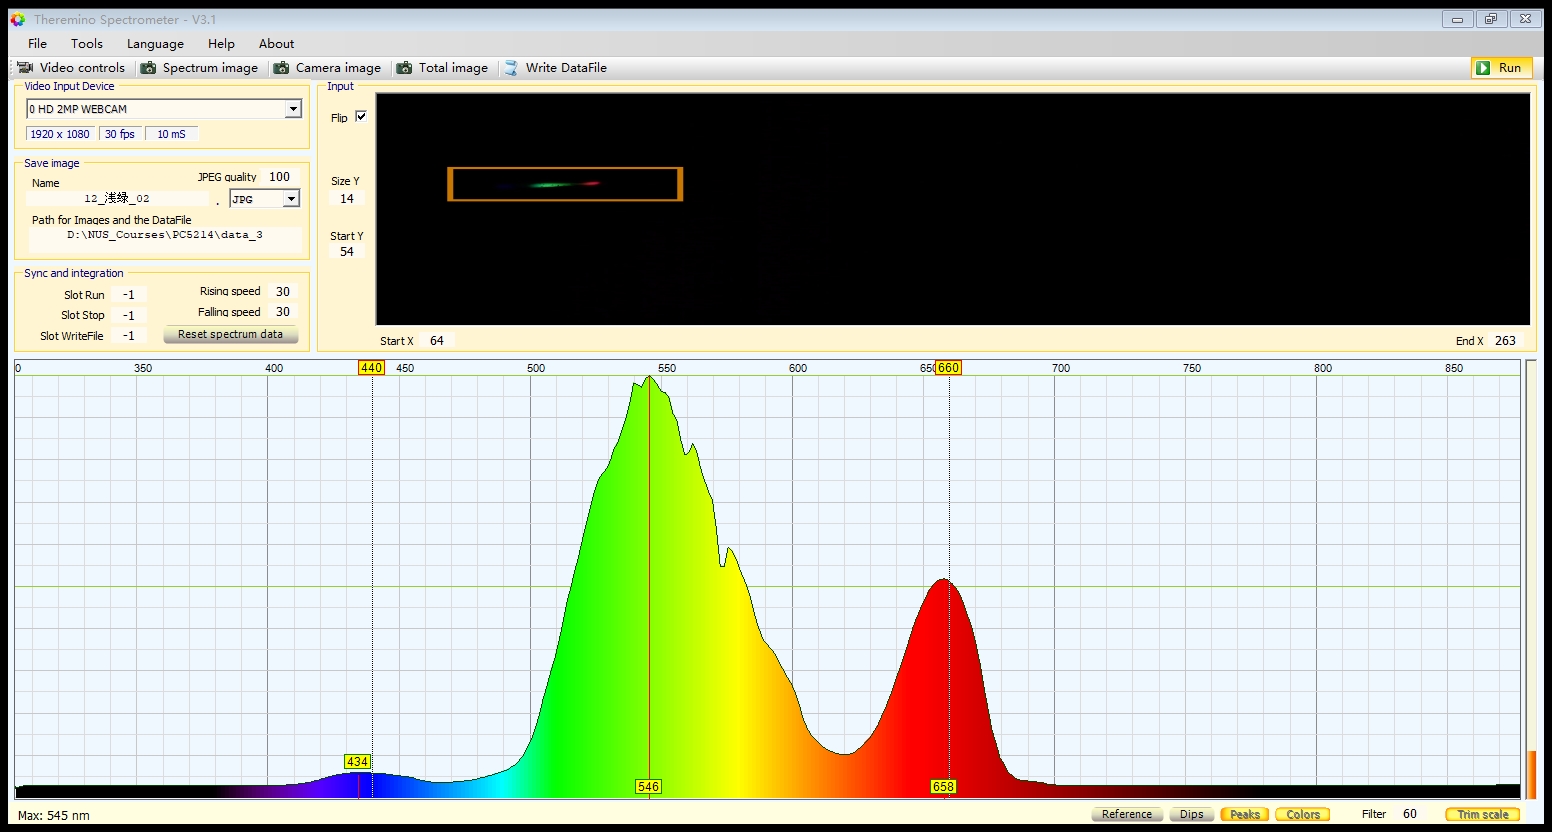 Theremino Spectrometer - V3.1
File Tools Language Help About
Video controls Spectrum image Camera image Total image Write DataFile Run
Video Input Device
0 HD 2MP WEBCAM
1920 x 1080 30 fps 10 mS
Save image
Name JPEG quality 100
12_浅绿_02 . JPG
Path for Images and the DataFile
D:\NUS_Courses\PC5214\data_3
Sync and integration
Slot Run -1 Rising speed 30
Slot Stop -1 Falling speed 30
Slot WriteFile -1 Reset spectrum data
Input
Flip
Size Y
14
Start Y
54
Start X 64 End X 263
0 350 400 440 450 500 550 600 650 660 700 750 800 850
434
546 658
Max: 545 nm Reference Dips Peaks Colors Filter 60 Trim scale